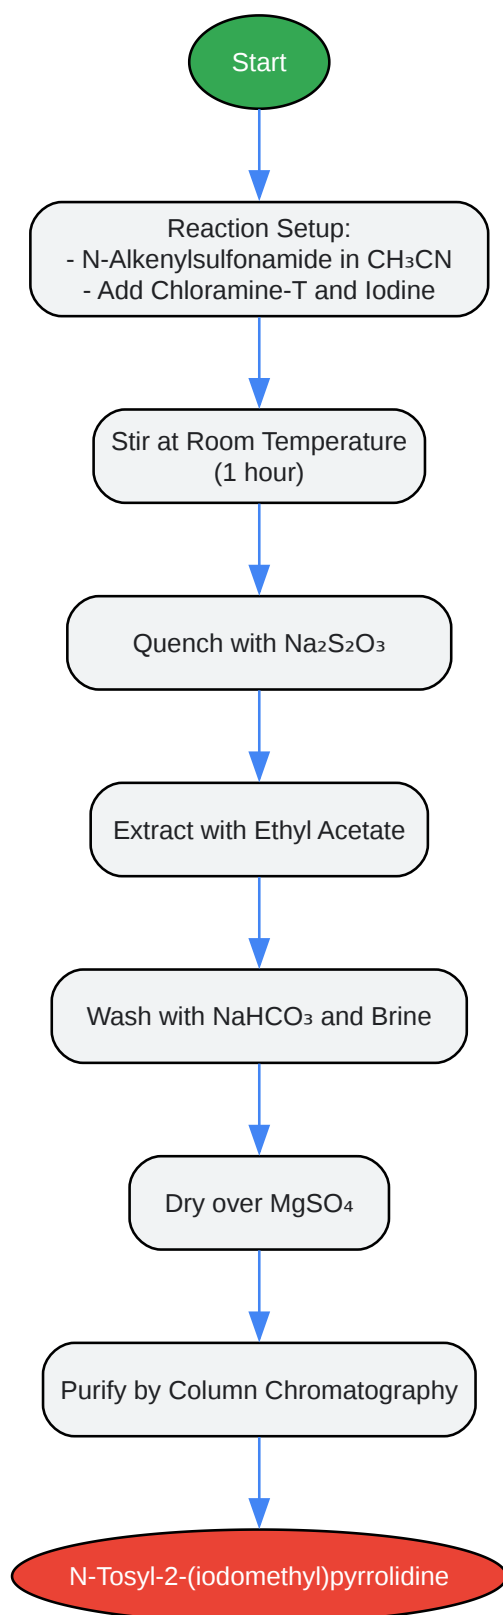 Start
Reaction Setup:
- N-Alkenylsulfonamide in CH₃CN
- Add Chloramine-T and Iodine
Stir at Room Temperature
(1 hour)
Quench with Na₂S₂O₃
Extract with Ethyl Acetate
Wash with NaHCO₃ and Brine
Dry over MgSO₄
Purify by Column Chromatography
N-Tosyl-2-(iodomethyl)pyrrolidine